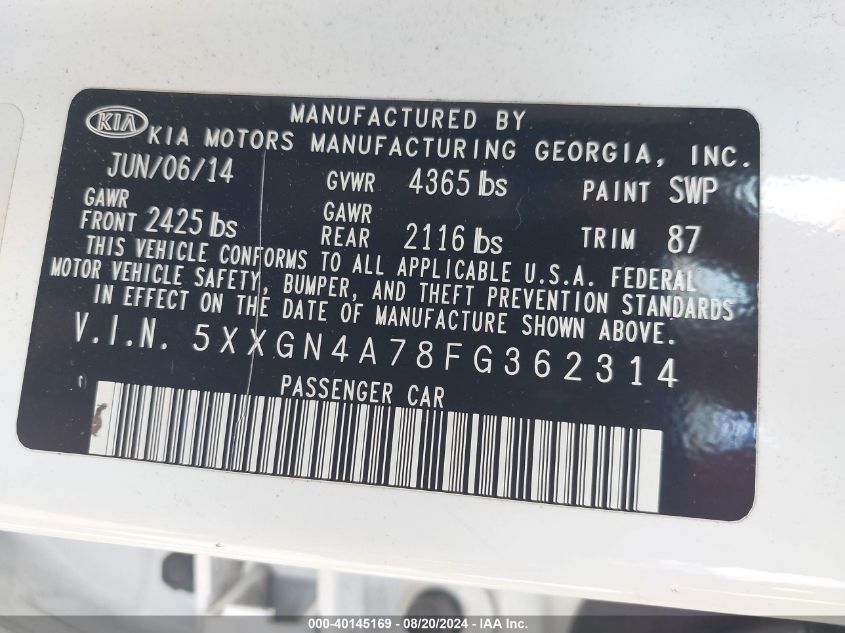 KIA
MANUFACTURED BY
KIA MOTORS MANUFACTURING GEORGIA, INC.
JUN/06/14 GVWR 4365 lbs PAINT SWP
GAWR FRONT 2425 lbs GAWR REAR 2116 lbs TRIM 87
THIS VEHICLE CONFORMS TO ALL APPLICABLE U.S.A. FEDERAL
MOTOR VEHICLE SAFETY, BUMPER, AND THEFT PREVENTION STANDARDS
IN EFFECT ON THE DATE OF MANUFACTURE SHOWN ABOVE.
V.I.N. 5XXGN4A78FG362314
PASSENGER CAR
000-40145169 - 08/20/2024 - IAA Inc.